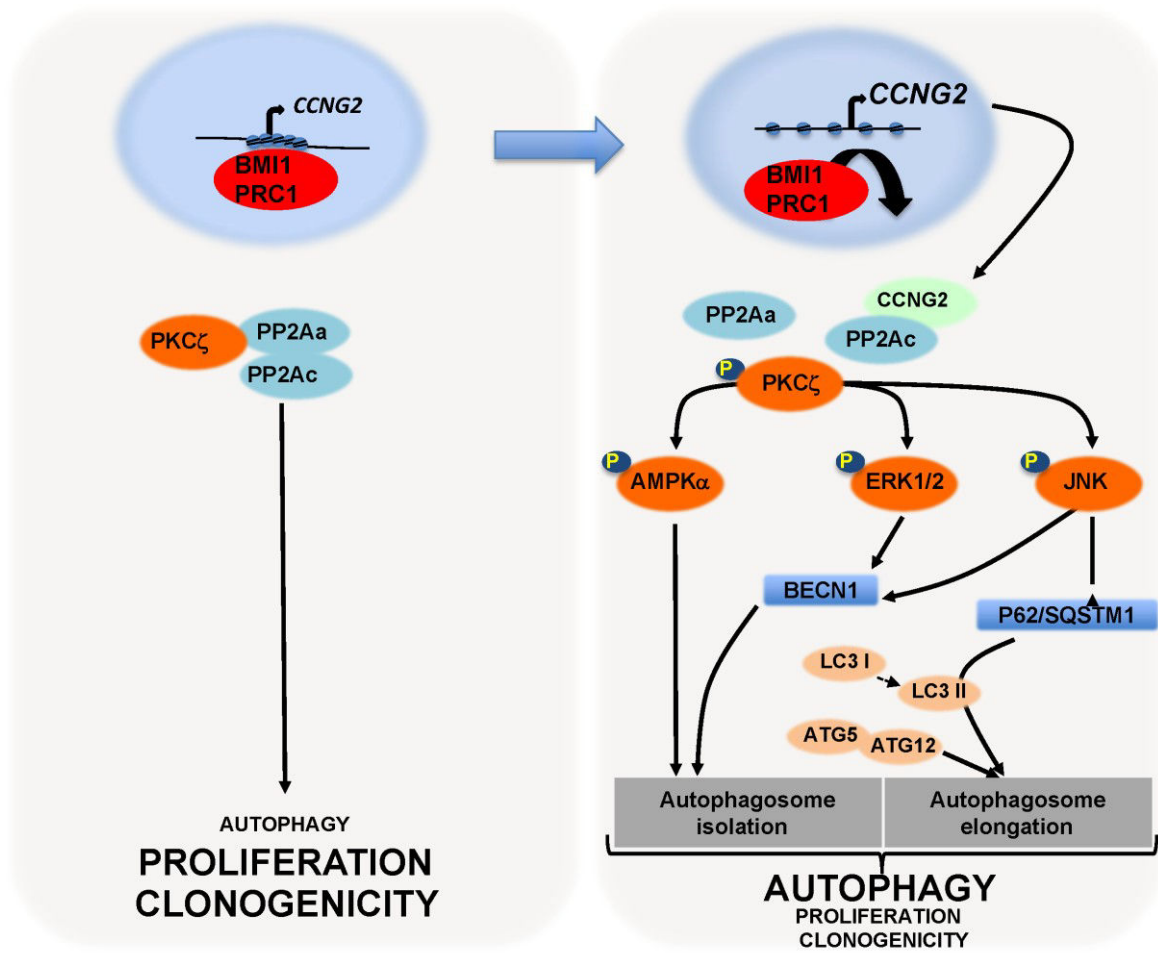 CCNG2
BMI1
PRC1
PKCζ
PP2Aa
PP2Ac
AUTOPHAGY
PROLIFERATION
CLONOGENICITY
CCNG2
BMI1
PRC1
CCNG2
PP2Aa
PP2Ac
P
PKCζ
P
AMPKα
P
ERK1/2
P
JNK
BECN1
P62/SQSTM1
LC3 I
LC3 II
ATG5
ATG12
Autophagosome
isolation
Autophagosome
elongation
AUTOPHAGY
PROLIFERATION
CLONOGENICITY